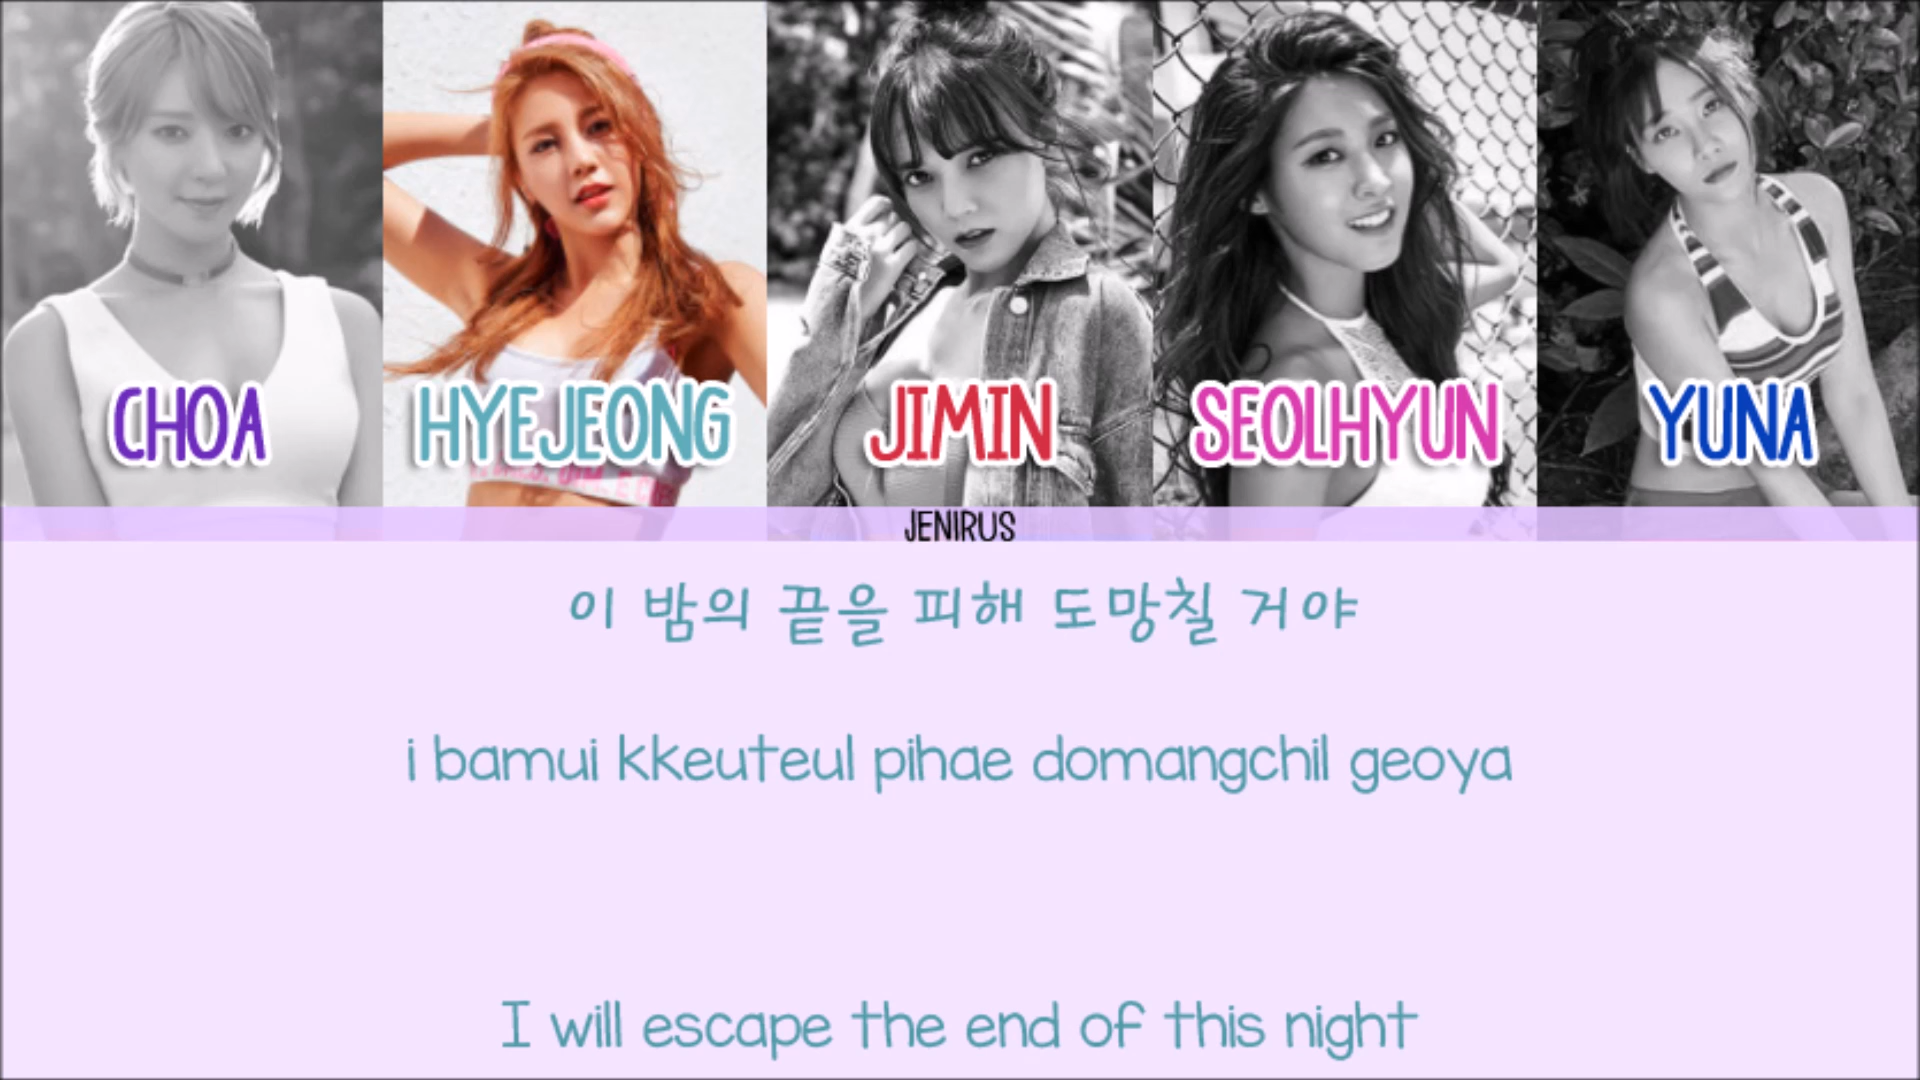 CHOA
HYEJEONG
JIMIN
SEOLHYUN
YUNA
JENIRUS
이 밤의 끝을 피해 도망칠 거야
i bamui kkeuteul pihae domangchil geoya
I will escape the end of this night